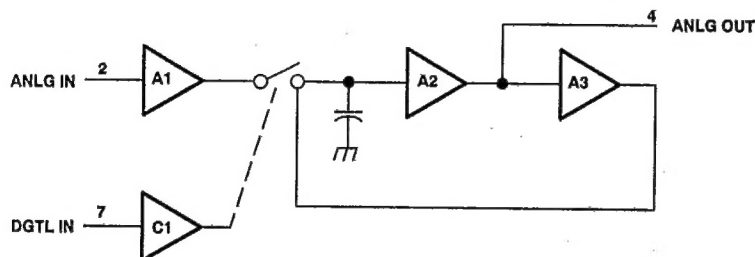 4 ANLG OUT
ANLG IN 2 A1 A2 A3
DGTL IN 7 C1